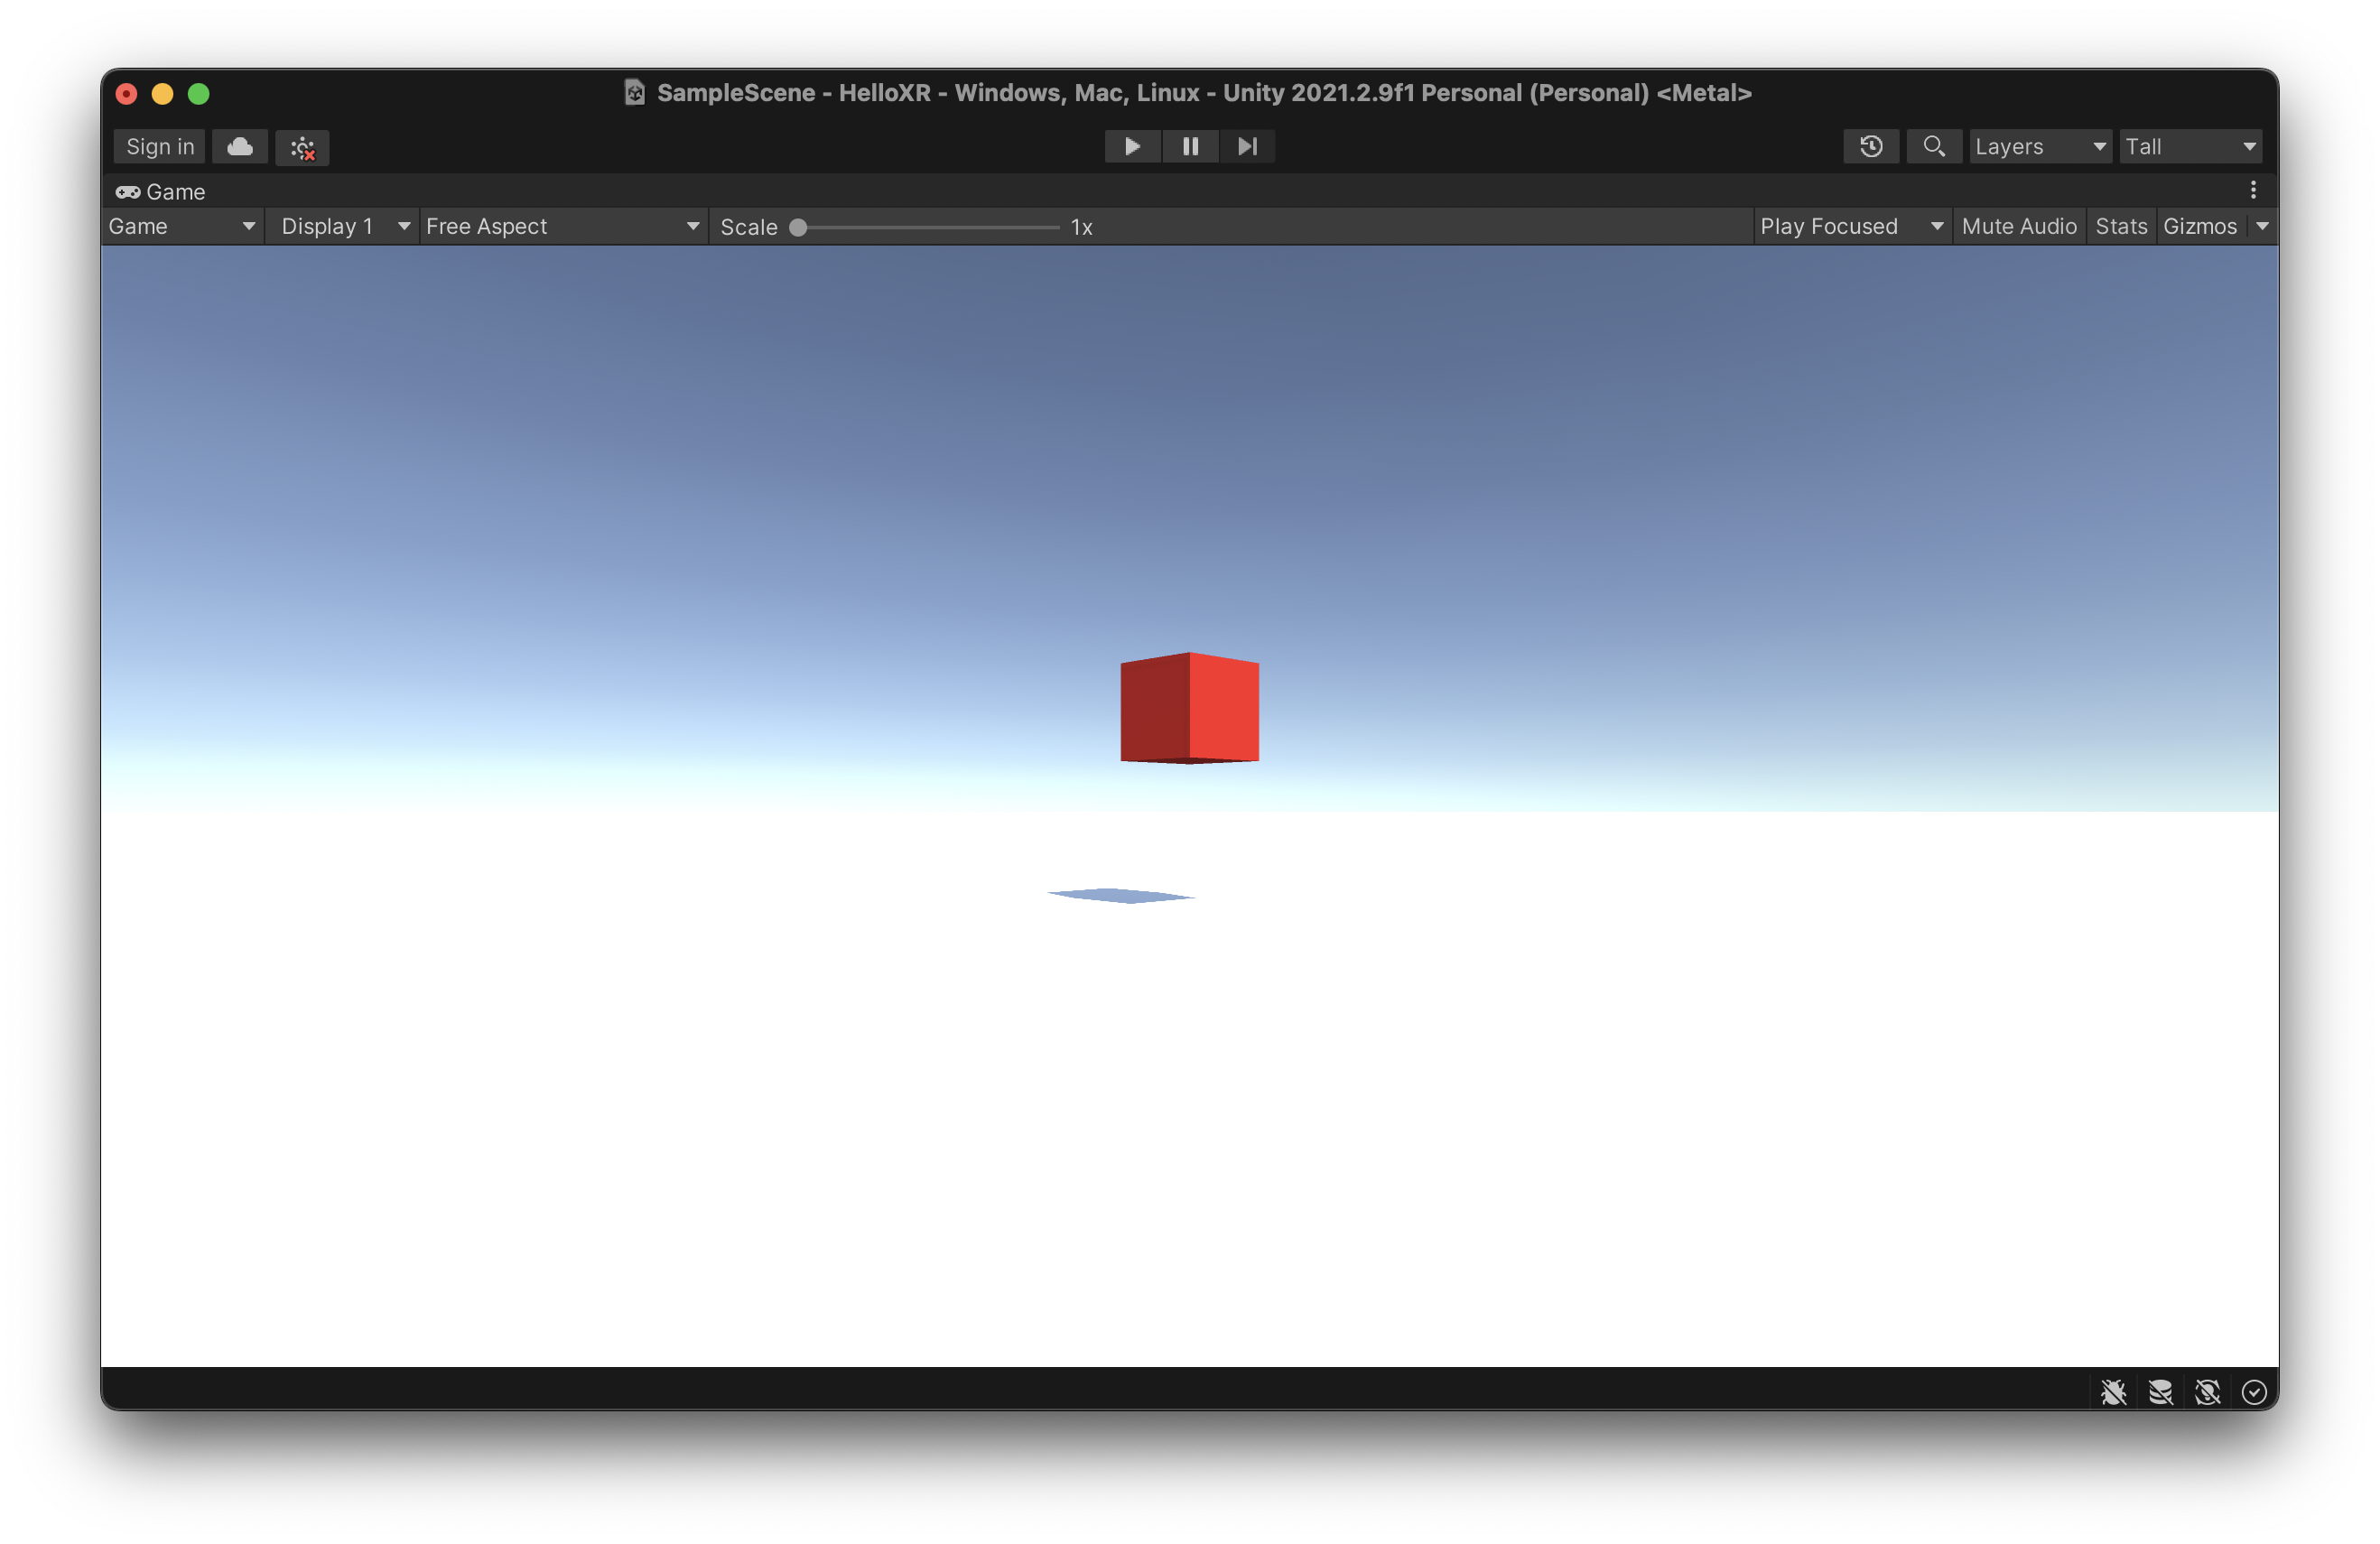 SampleScene - HelloXR - Windows, Mac, Linux - Unity 2021.2.9f1 Personal (Personal) <Metal>
Sign in Layers Tall
Game
Game Display 1 Free Aspect Scale 1x Play Focused Mute Audio Stats Gizmos